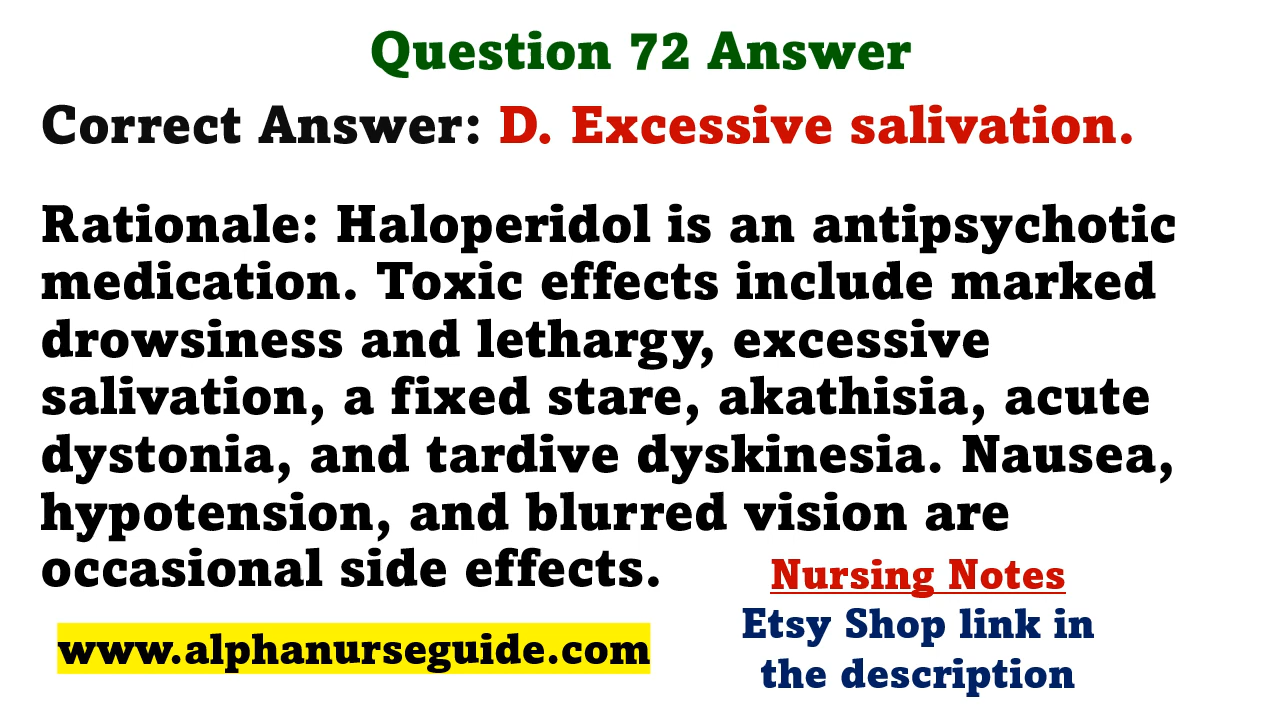 Question 72 Answer
Correct Answer: D. Excessive salivation.
Rationale: Haloperidol is an antipsychotic
medication. Toxic effects include marked
drowsiness and lethargy, excessive
salivation, a fixed stare, akathisia, acute
dystonia, and tardive dyskinesia. Nausea,
hypotension, and blurred vision are
occasional side effects.
Nursing Notes
Etsy Shop link in
the description
www.alphanurseguide.com